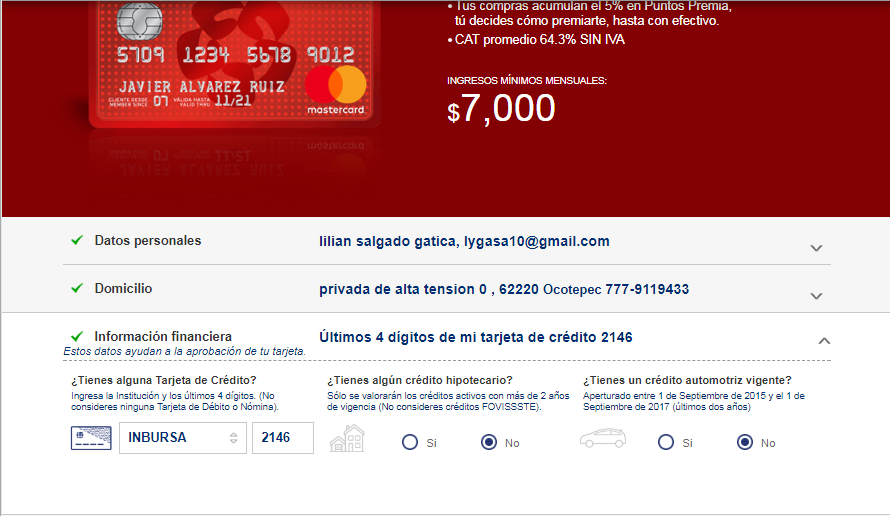 • Tus compras acumulan el 5% en Puntos Premia,
tú decides cómo premiarte, hasta con efectivo.
• CAT promedio 64.3% SIN IVA
5709 1234 5678 9012
JAVIER ALVAREZ RUIZ
CLIENTE DESDE
MEMBER SINCE 07 VÁLIDA HASTA
VALID THRU 11/21
mastercard
INGRESOS MÍNIMOS MENSUALES:
$7,000
Datos personales lilian salgado gatica, lygasa10@gmail.com
Domicilio privada de alta tension 0 , 62220 Ocotepec 777-9119433
Información financiera Últimos 4 dígitos de mi tarjeta de crédito 2146
Estos datos ayudan a la aprobación de tu tarjeta.
¿Tienes alguna Tarjeta de Crédito?
Ingresa la Institución y los últimos 4 dígitos. (No
consideres ninguna Tarjeta de Débito o Nómina).
INBURSA 2146
¿Tienes algún crédito hipotecario?
Sólo se valorarán los créditos activos con más de 2 años
de vigencia (No consideres créditos FOVISSSTE).
Si No
¿Tienes un crédito automotriz vigente?
Aperturado entre 1 de Septiembre de 2015 y el 1 de
Septiembre de 2017 (últimos dos años)
Si No